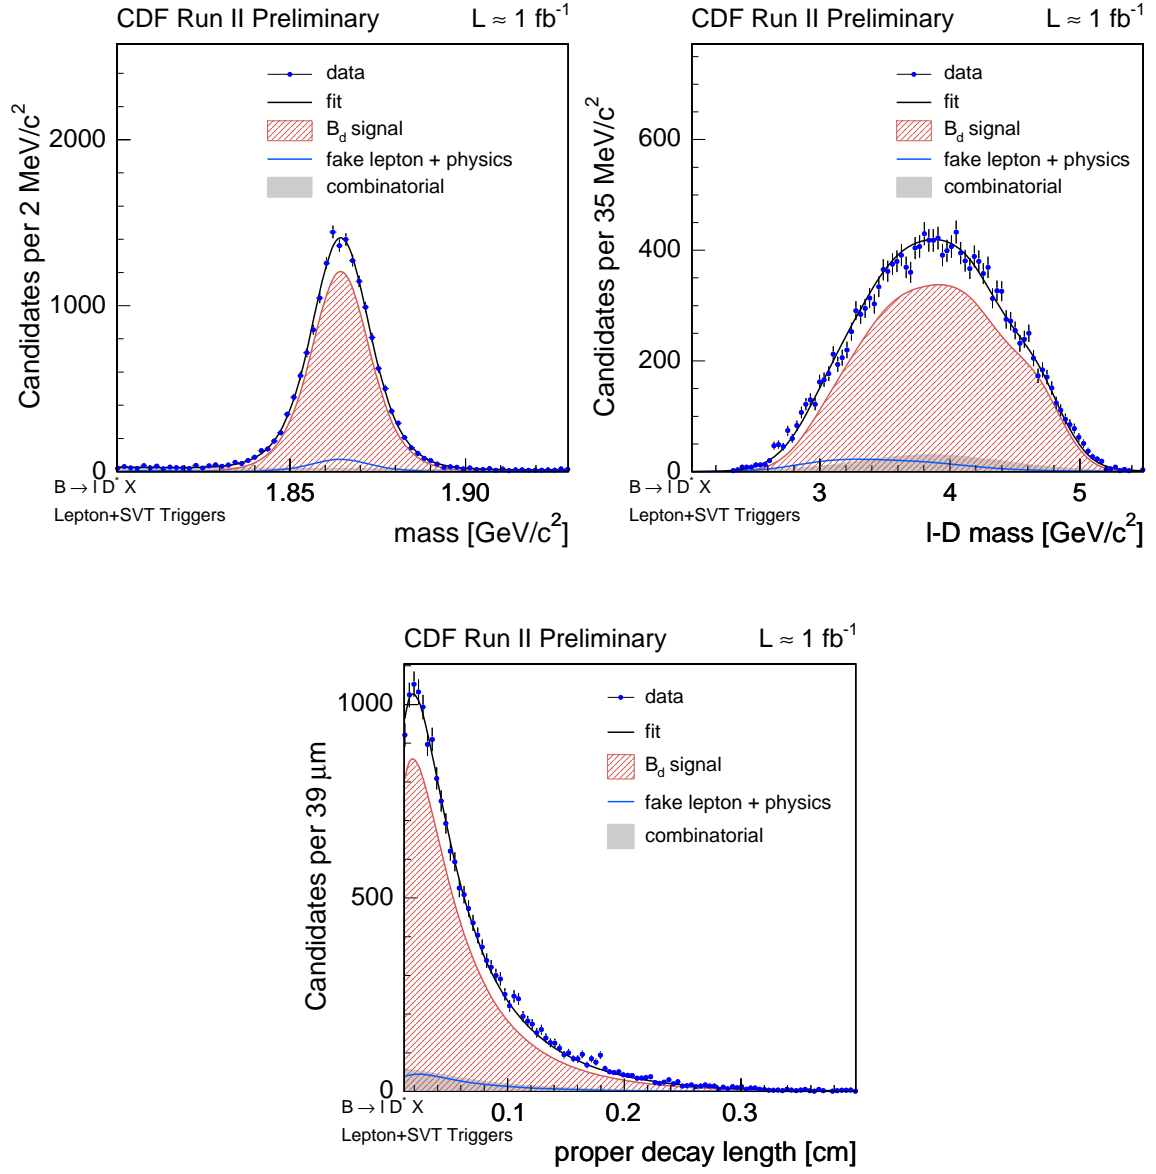 CDF Run II Preliminary L ≈ 1 fb⁻¹
data
fit
B_d signal
fake lepton + physics
combinatorial
Candidates per 2 MeV/c²
2000
1000
0
1.85 1.90
B → l D⁻ X
Lepton+SVT Triggers
mass [GeV/c²]
CDF Run II Preliminary L ≈ 1 fb⁻¹
data
fit
B_d signal
fake lepton + physics
combinatorial
Candidates per 35 MeV/c²
600
400
200
0
3 4 5
B → l D⁻ X
Lepton+SVT Triggers
l-D mass [GeV/c²]
CDF Run II Preliminary L ≈ 1 fb⁻¹
data
fit
B_d signal
fake lepton + physics
combinatorial
Candidates per 39 μm
1000
500
0
0.1 0.2 0.3
B → l D⁻ X
Lepton+SVT Triggers
proper decay length [cm]